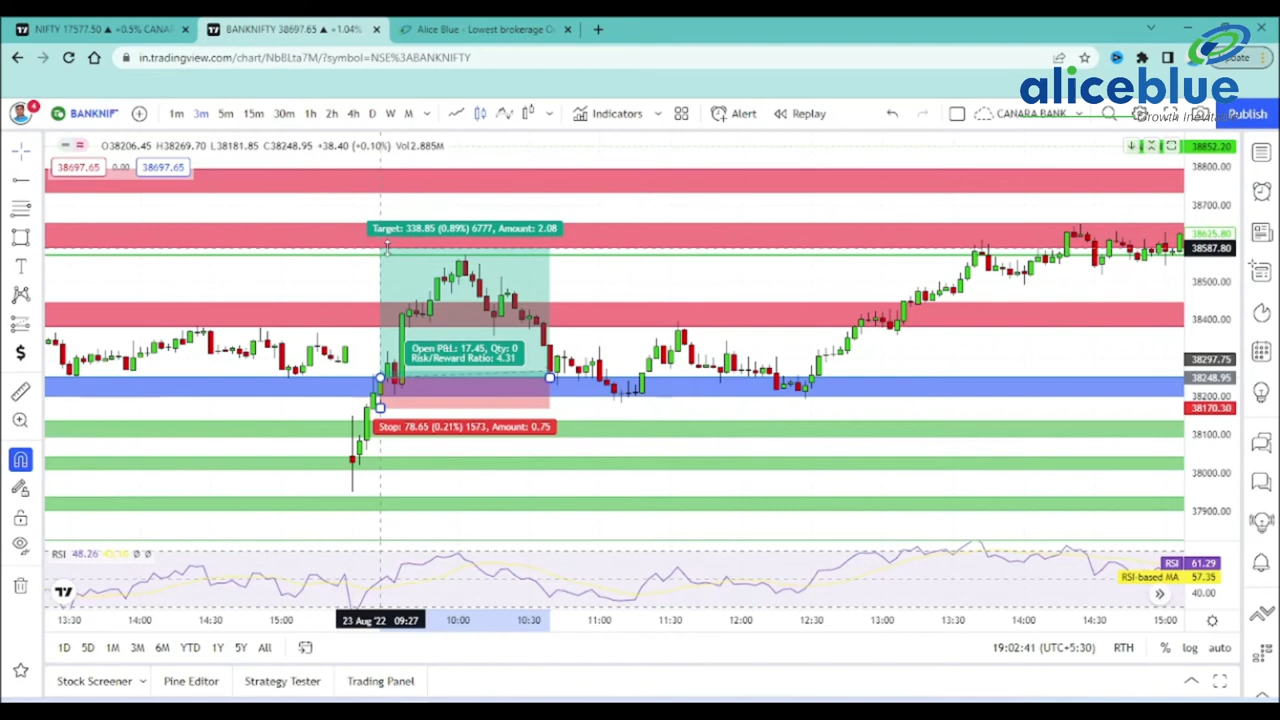 NIFTY 17577.50 ▲ +0.5% CANAR
BANKNIFTY 38697.65 ▲ +1.04%
Alice Blue - Lowest brokerage O
in.tradingview.com/chart/NbBLta7M/?symbol=NSE%3ABANKNIFTY
Update
aliceblue
4
BANKNIF
1m 3m 5m 15m 30m 1h 2h 4h D W M
Indicators
Alert
Replay
CANARA BANK
Publish
O38206.45 H38269.70 L38181.85 C38248.95 +38.40 (+0.10%) Vol2.885M
38697.65 0.00 38697.65
38852.20
38800.00
38700.00
Target: 338.85 (0.89%) 6777, Amount: 2.08
38625.80
38587.80
38500.00
38400.00
Open P&L: 17.45, Qty: 0
Risk/Reward Ratio: 4.31
38297.75
38248.95
38200.00
38170.30
Stop: 78.65 (0.21%) 1573, Amount: 0.75
38100.00
38000.00
37900.00
RSI 48.26 ∅ ∅
RSI 61.29
RSI-based MA 57.35
40.00
13:30 14:00 14:30 15:00 23 Aug '22 09:27 10:00 10:30 11:00 11:30 12:00 12:30 13:00 13:30 14:00 14:30 15:00
1D 5D 1M 3M 6M YTD 1Y 5Y All
19:02:41 (UTC+5:30) RTH % log auto
Stock Screener Pine Editor Strategy Tester Trading Panel